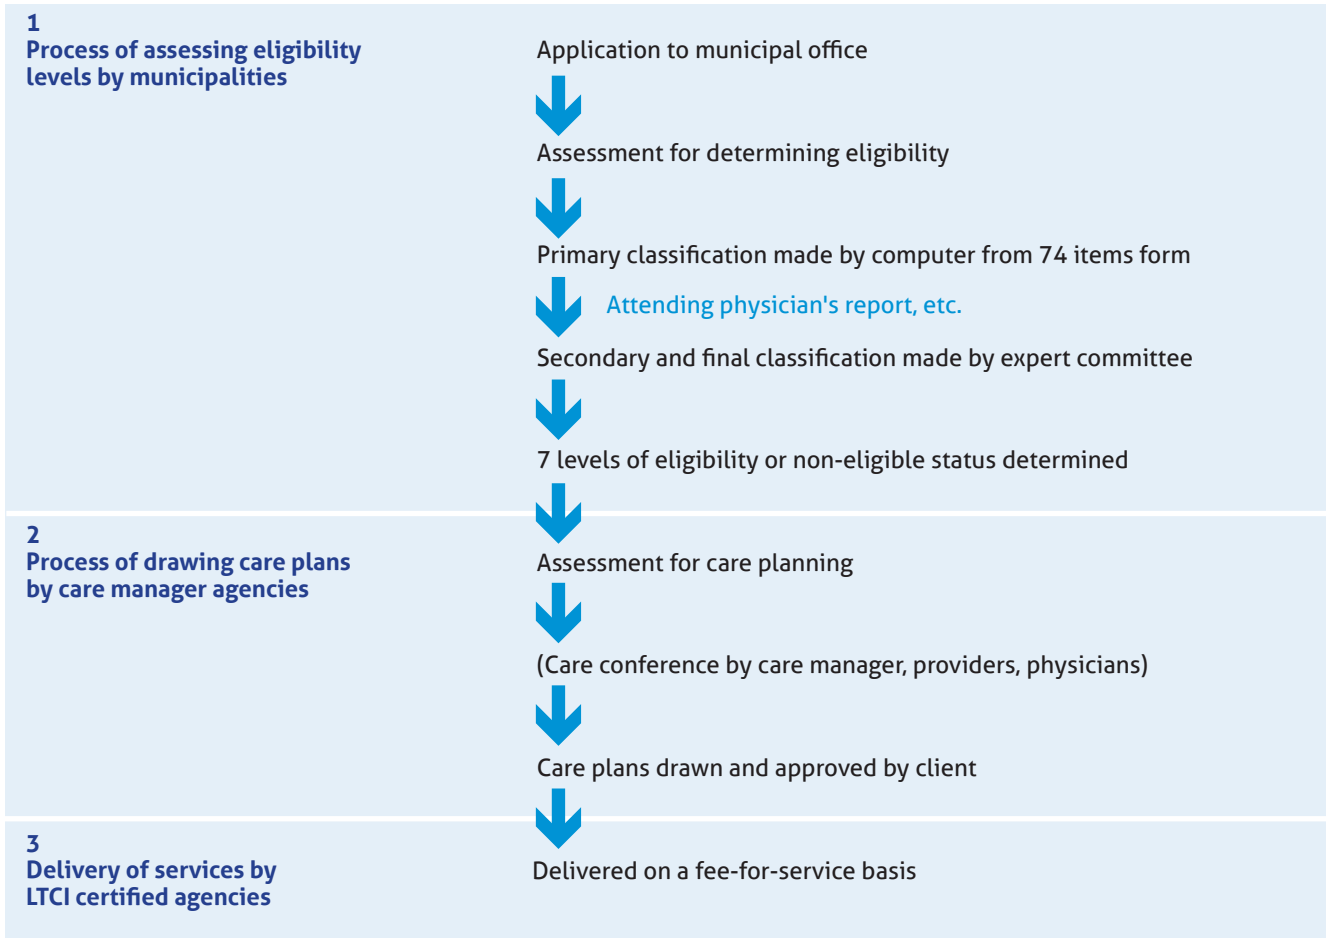 1
Process of assessing eligibility
levels by municipalities
Application to municipal office
Assessment for determining eligibility
Primary classification made by computer from 74 items form
Attending physician's report, etc.
Secondary and final classification made by expert committee
7 levels of eligibility or non-eligible status determined
2
Process of drawing care plans
by care manager agencies
Assessment for care planning
(Care conference by care manager, providers, physicians)
Care plans drawn and approved by client
3
Delivery of services by
LTCI certified agencies
Delivered on a fee-for-service basis